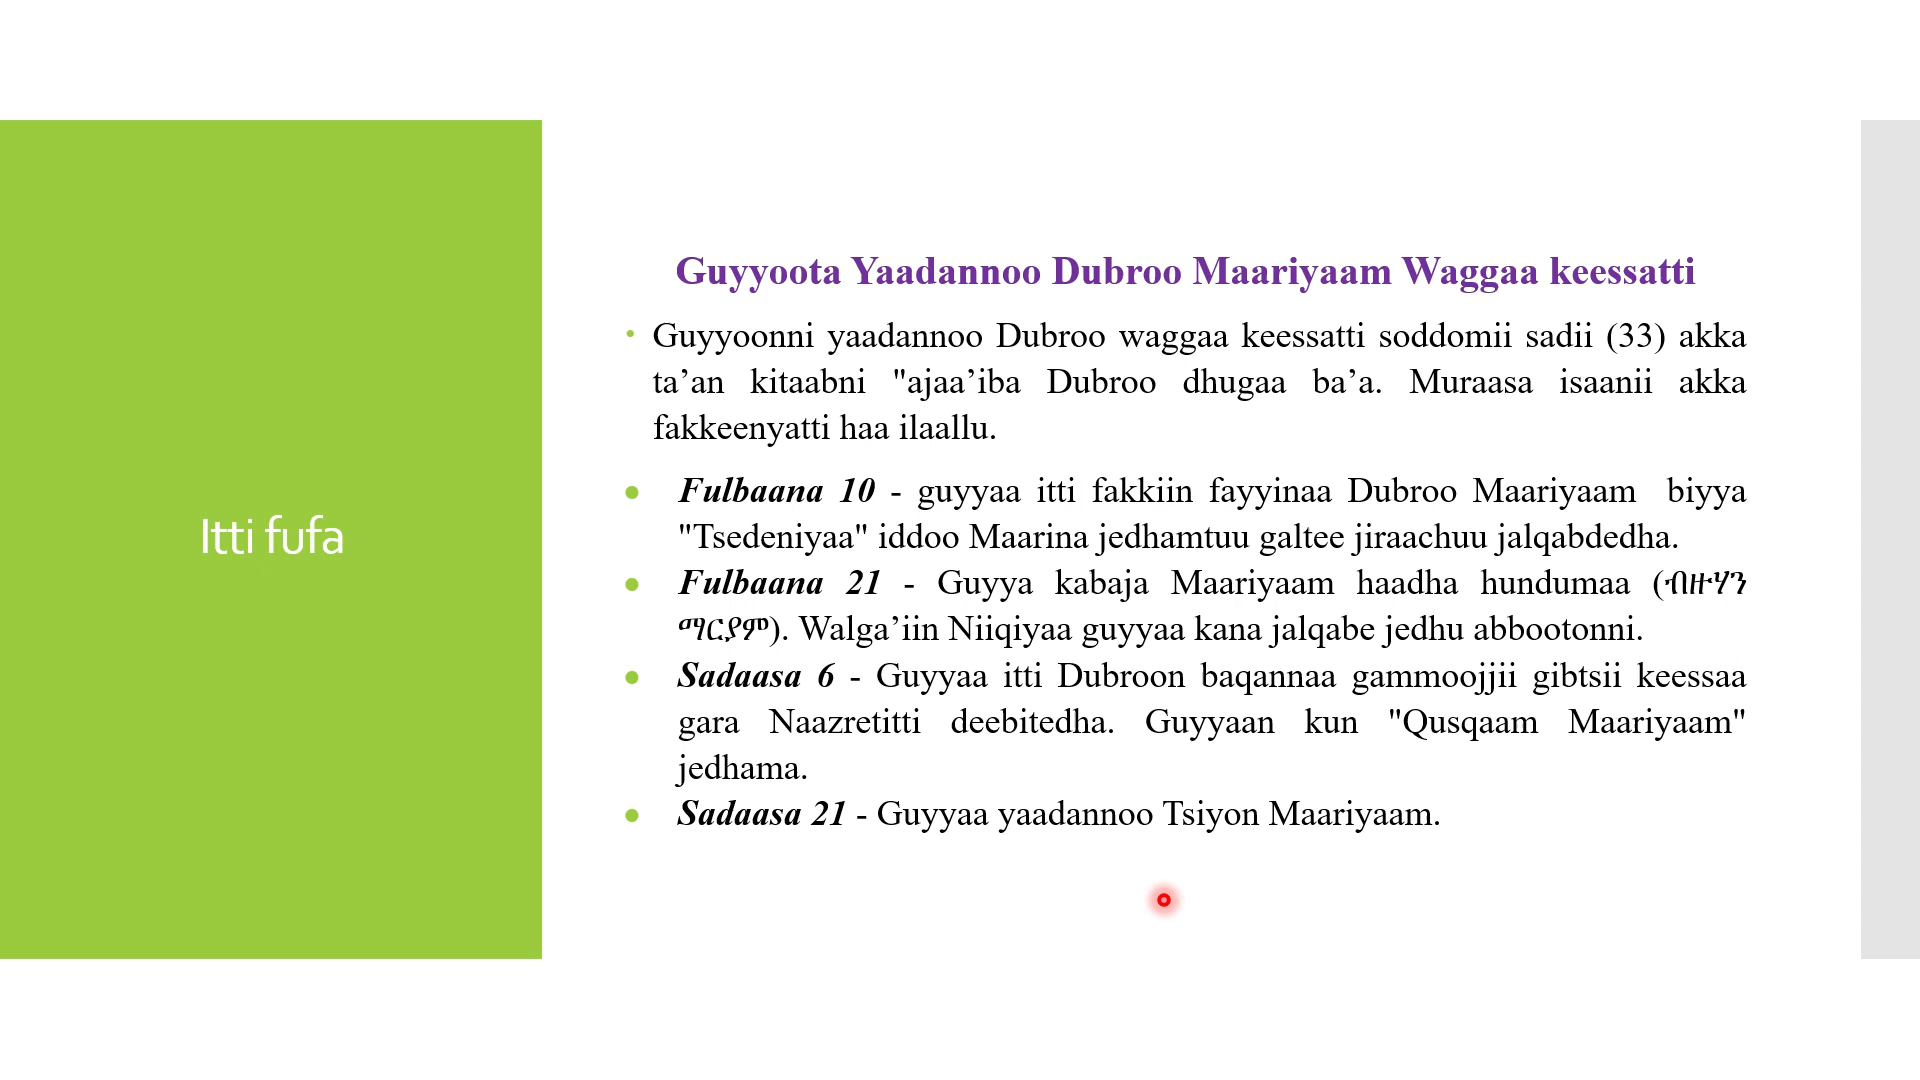 Itti fufa
Guyyoota Yaadannoo Dubroo Maariyaam Waggaa keessatti
• Guyyoonni yaadannoo Dubroo waggaa keessatti soddomii sadii (33) akka
ta’an kitaabni "ajaa’iba Dubroo dhugaa ba’a. Muraasa isaanii akka
fakkeenyatti haa ilaallu.
● Fulbaana 10 - guyyaa itti fakkiin fayyinaa Dubroo Maariyaam biyya
"Tsedeniyaa" iddoo Maarina jedhamtuu galtee jiraachuu jalqabdedha.
● Fulbaana 21 - Guyya kabaja Maariyaam haadha hundumaa (ብዙሃን
ማርያም). Walga’iin Niiqiyaa guyyaa kana jalqabe jedhu abbootonni.
● Sadaasa 6 - Guyyaa itti Dubroon baqannaa gammoojjii gibtsii keessaa
gara Naazretitti deebitedha. Guyyaan kun "Qusqaam Maariyaam"
jedhama.
● Sadaasa 21 - Guyyaa yaadannoo Tsiyon Maariyaam.